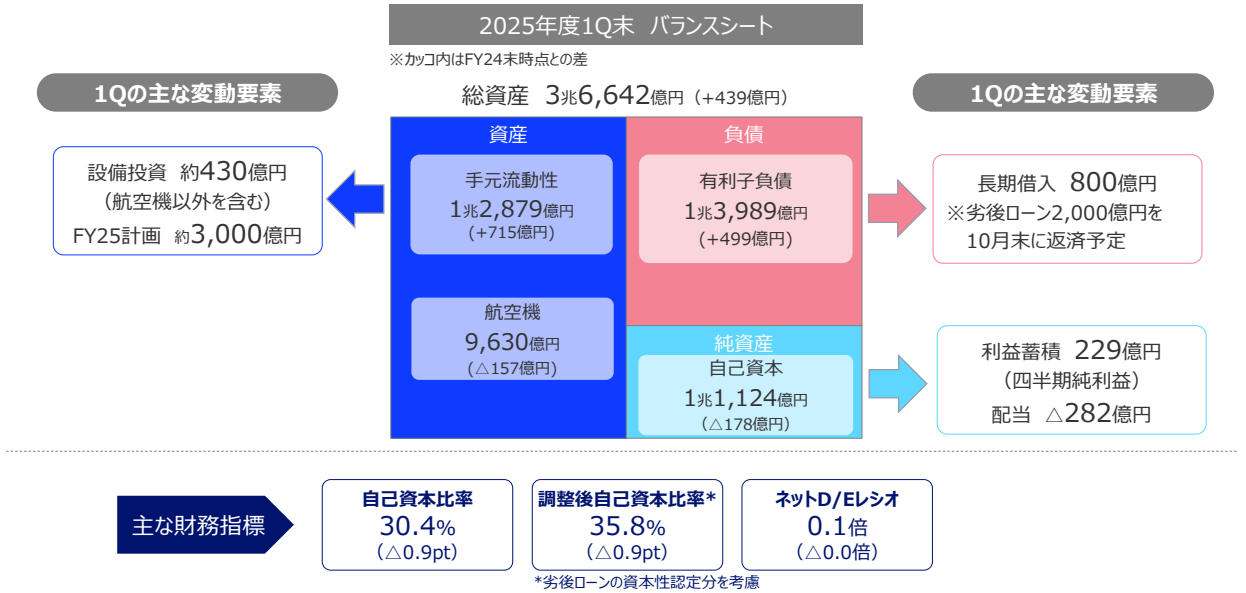 2025年度1Q末 バランスシート
※カッコ内はFY24末時点との差
総資産 3兆6,642億円（+439億円）
1Qの主な変動要素
設備投資 約430億円
（航空機以外を含む）
FY25計画 約3,000億円
資産
手元流動性
1兆2,879億円
（+715億円）
航空機
9,630億円
（△157億円）
負債
有利子負債
1兆3,989億円
（+499億円）
純資産
自己資本
1兆1,124億円
（△178億円）
1Qの主な変動要素
長期借入 800億円
※劣後ローン2,000億円を
10月末に返済予定
利益蓄積 229億円
（四半期純利益）
配当 △282億円
主な財務指標
自己資本比率
30.4%
（△0.9pt）
調整後自己資本比率*
35.8%
（△0.9pt）
ネットD/Eレシオ
0.1倍
（△0.0倍）
*劣後ローンの資本性認定分を考慮